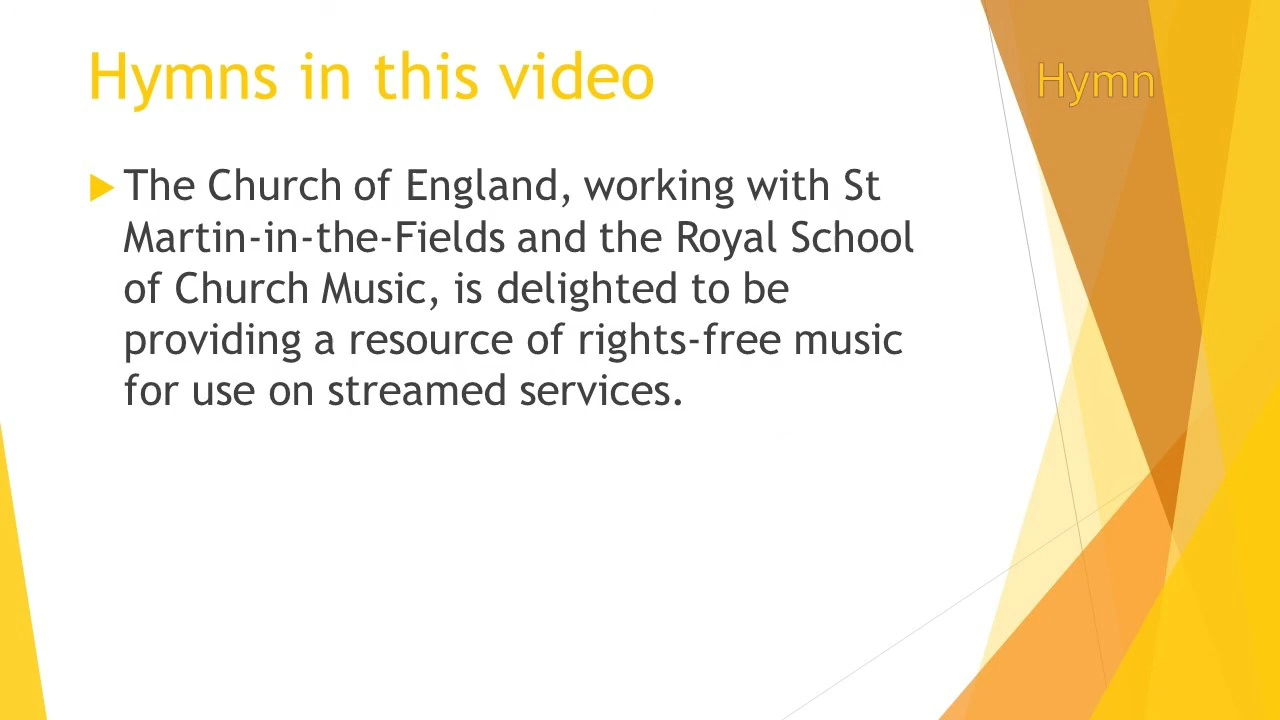 Hymns in this video
Hymn
The Church of England, working with St
Martin-in-the-Fields and the Royal School
of Church Music, is delighted to be
providing a resource of rights-free music
for use on streamed services.